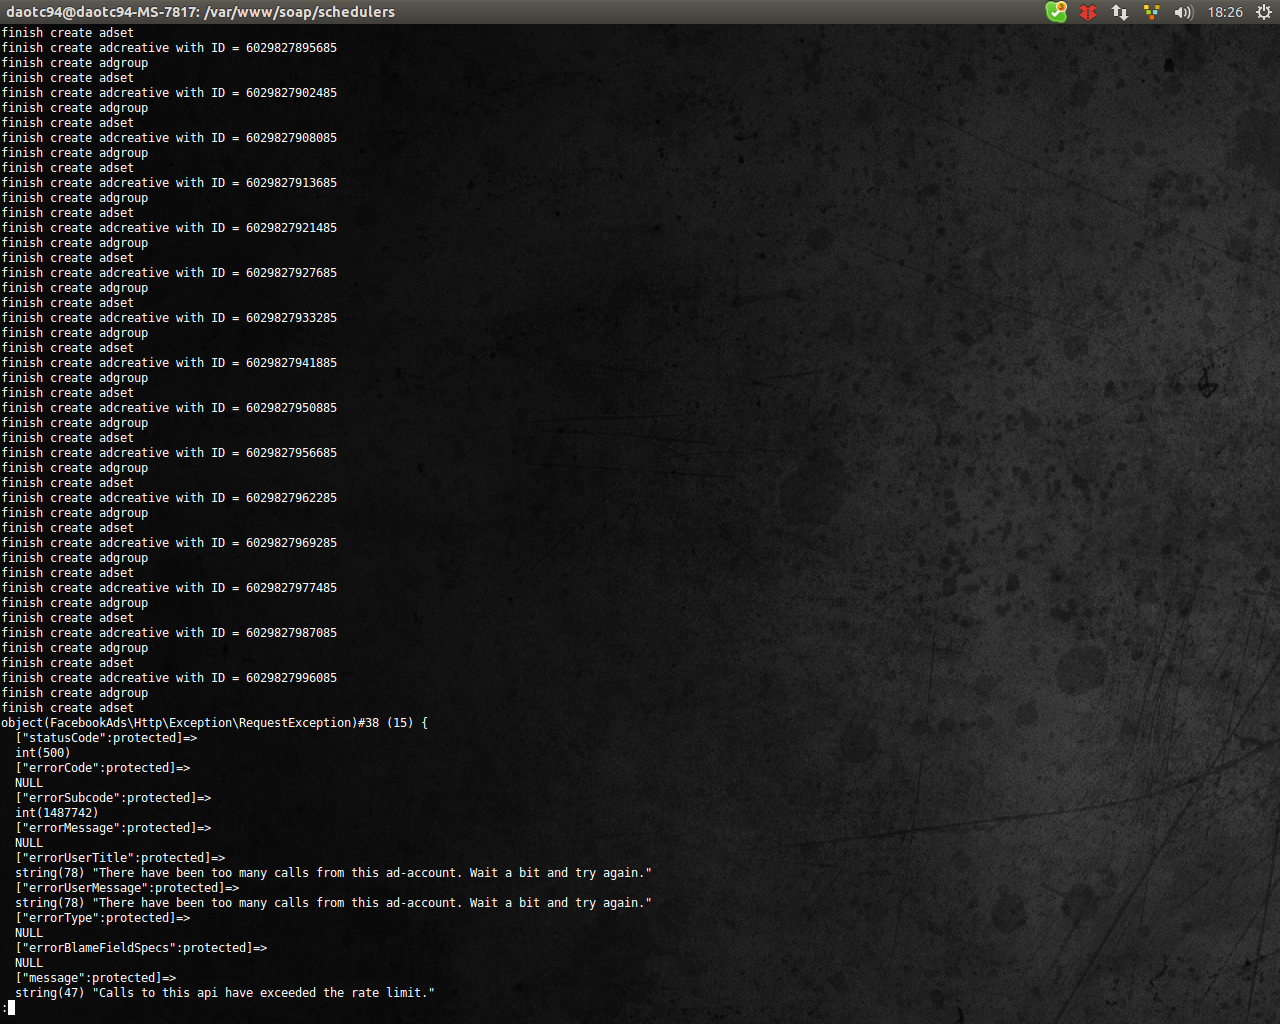 daotc94@daotc94-MS-7817: /var/www/soap/schedulers
18:26
finish create adset
finish create adcreative with ID = 6029827895685
finish create adgroup
finish create adset
finish create adcreative with ID = 6029827902485
finish create adgroup
finish create adset
finish create adcreative with ID = 6029827908085
finish create adgroup
finish create adset
finish create adcreative with ID = 6029827913685
finish create adgroup
finish create adset
finish create adcreative with ID = 6029827921485
finish create adgroup
finish create adset
finish create adcreative with ID = 6029827927685
finish create adgroup
finish create adset
finish create adcreative with ID = 6029827933285
finish create adgroup
finish create adset
finish create adcreative with ID = 6029827941885
finish create adgroup
finish create adset
finish create adcreative with ID = 6029827950885
finish create adgroup
finish create adset
finish create adcreative with ID = 6029827956685
finish create adgroup
finish create adset
finish create adcreative with ID = 6029827962285
finish create adgroup
finish create adset
finish create adcreative with ID = 6029827969285
finish create adgroup
finish create adset
finish create adcreative with ID = 6029827977485
finish create adgroup
finish create adset
finish create adcreative with ID = 6029827987085
finish create adgroup
finish create adset
finish create adcreative with ID = 6029827996085
finish create adgroup
finish create adset
object(FacebookAds\Http\Exception\RequestException)#38 (15) {
["statusCode":protected]=>
int(500)
["errorCode":protected]=>
NULL
["errorSubcode":protected]=>
int(1487742)
["errorMessage":protected]=>
NULL
["errorUserTitle":protected]=>
string(78) "There have been too many calls from this ad-account. Wait a bit and try again."
["errorUserMessage":protected]=>
string(78) "There have been too many calls from this ad-account. Wait a bit and try again."
["errorType":protected]=>
NULL
["errorBlameFieldSpecs":protected]=>
NULL
["message":protected]=>
string(47) "Calls to this api have exceeded the rate limit."
: